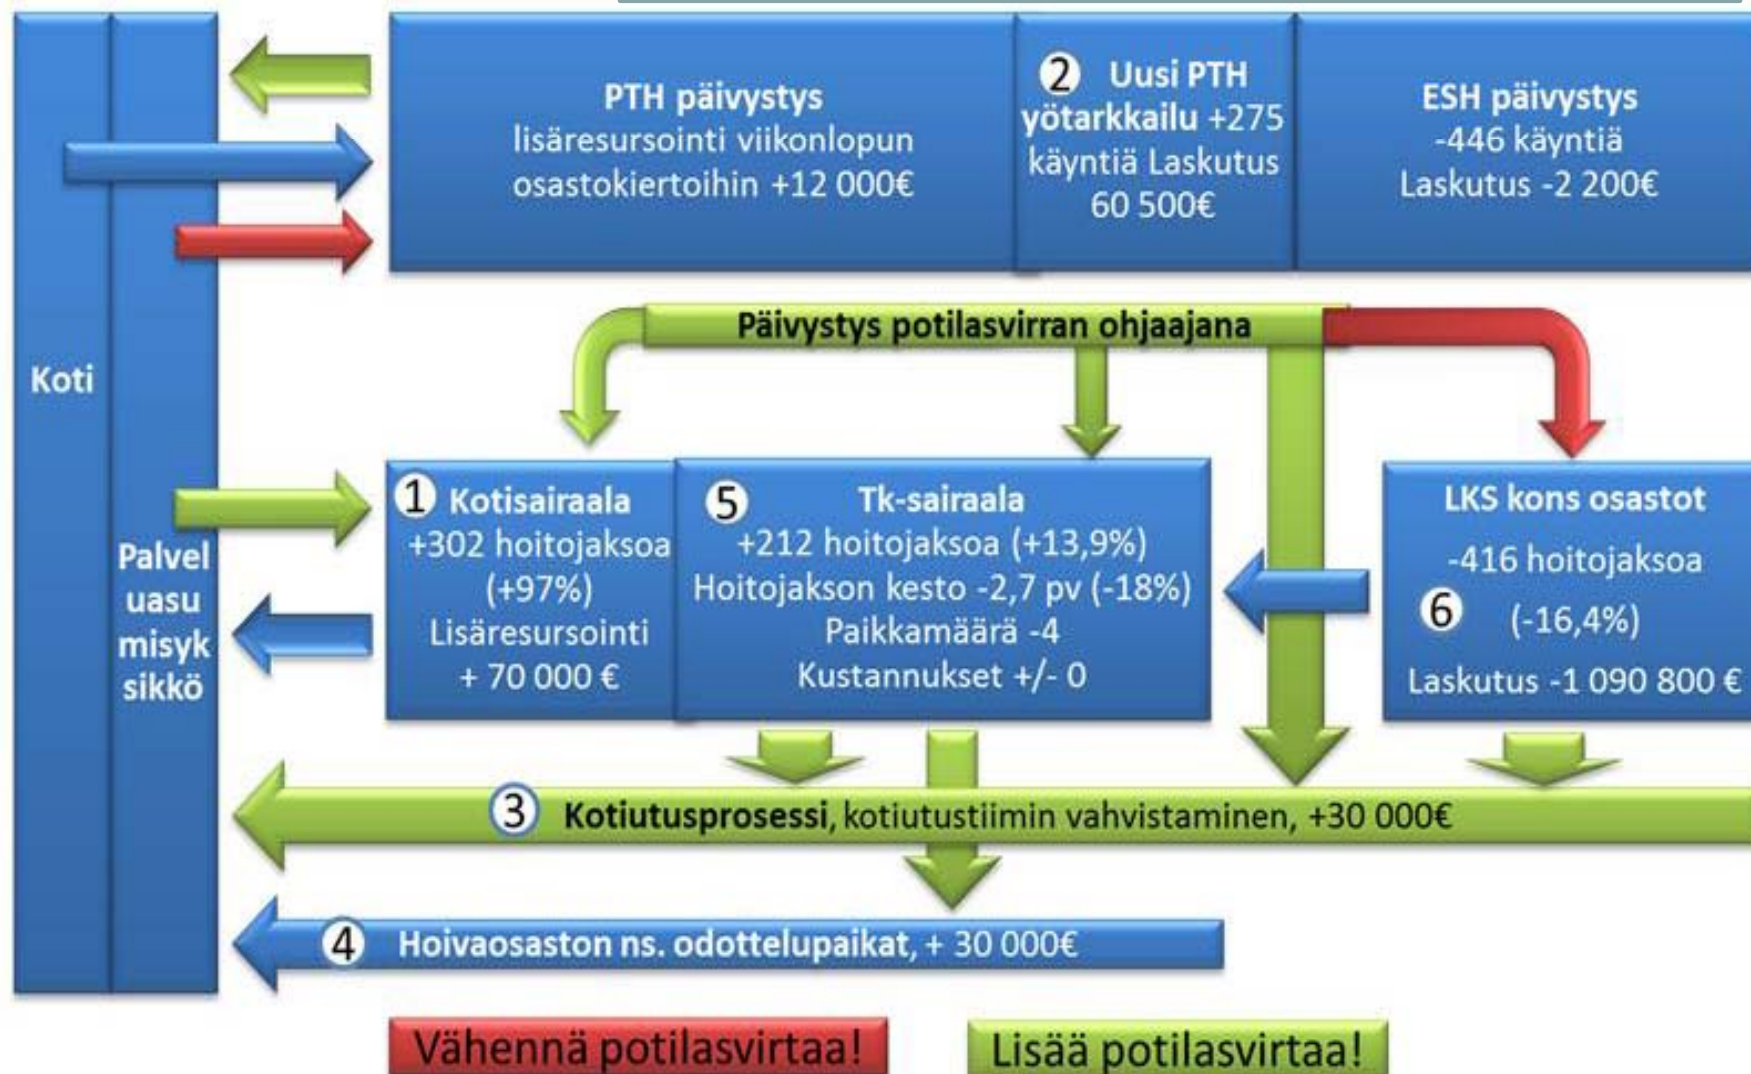 Koti
Palvel
uasu
misyk
sikkö
PTH päivystys
lisäresursointi viikonlopun
osastokiertoihin +12 000€
2 Uusi PTH
yötarkkailu +275
käyntiä Laskutus
60 500€
ESH päivystys
-446 käyntiä
Laskutus -2 200€
Päivystys potilasvirran ohjaajana
1 Kotisairaala
+302 hoitojaksoa
(+97%)
Lisäresursointi
+ 70 000 €
5 Tk-sairaala
+212 hoitojaksoa (+13,9%)
Hoitojakson kesto -2,7 pv (-18%)
Paikkamäärä -4
Kustannukset +/- 0
LKS kons osastot
-416 hoitojaksoa
6 (-16,4%)
Laskutus -1 090 800 €
3 Kotiutusprosessi, kotiutustiimin vahvistaminen, +30 000€
4 Hoivaosaston ns. odottelupaikat, + 30 000€
Vähennä potilasvirtaa!
Lisää potilasvirtaa!